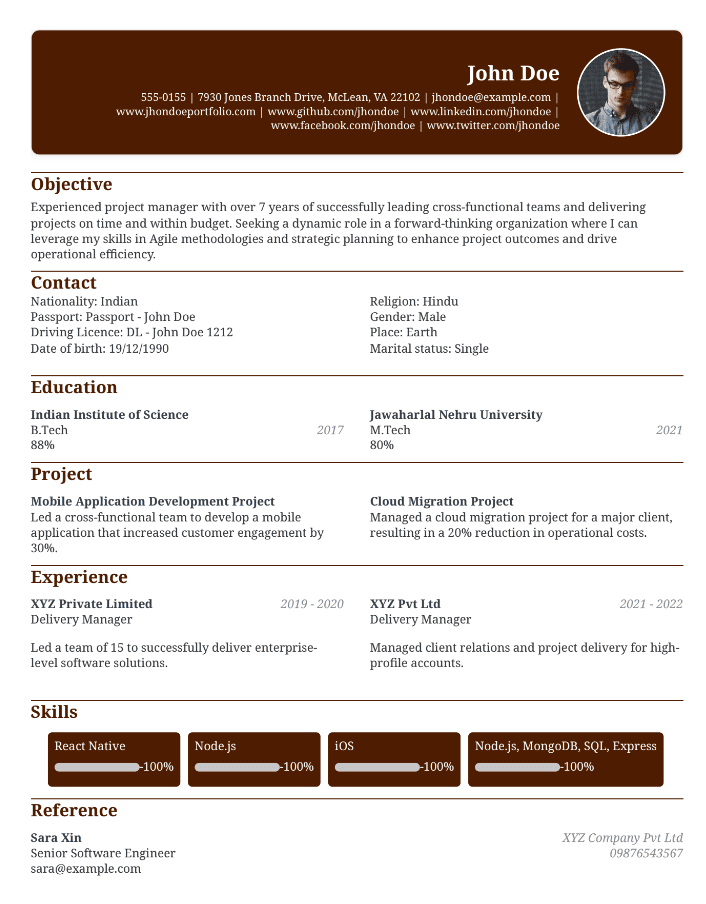 John Doe
555-0155 | 7930 Jones Branch Drive, McLean, VA 22102 | jhondoe@example.com |
www.jhondoeportfolio.com | www.github.com/jhondoe | www.linkedin.com/jhondoe |
www.facebook.com/jhondoe | www.twitter.com/jhondoe
Objective
Experienced project manager with over 7 years of successfully leading cross-functional teams and delivering
projects on time and within budget. Seeking a dynamic role in a forward-thinking organization where I can
leverage my skills in Agile methodologies and strategic planning to enhance project outcomes and drive
operational efficiency.
Contact
Nationality: Indian
Passport: Passport - John Doe
Driving Licence: DL - John Doe 1212
Date of birth: 19/12/1990
Religion: Hindu
Gender: Male
Place: Earth
Marital status: Single
Education
Indian Institute of Science
B.Tech 2017
88%
Jawaharlal Nehru University
M.Tech 2021
80%
Project
Mobile Application Development Project
Led a cross-functional team to develop a mobile
application that increased customer engagement by
30%.
Cloud Migration Project
Managed a cloud migration project for a major client,
resulting in a 20% reduction in operational costs.
Experience
XYZ Private Limited 2019 - 2020
Delivery Manager
Led a team of 15 to successfully deliver enterprise-
level software solutions.
XYZ Pvt Ltd 2021 - 2022
Delivery Manager
Managed client relations and project delivery for high-
profile accounts.
Skills
React Native
-100%
Node.js
-100%
iOS
-100%
Node.js, MongoDB, SQL, Express
-100%
Reference
Sara Xin
Senior Software Engineer
sara@example.com
XYZ Company Pvt Ltd
09876543567